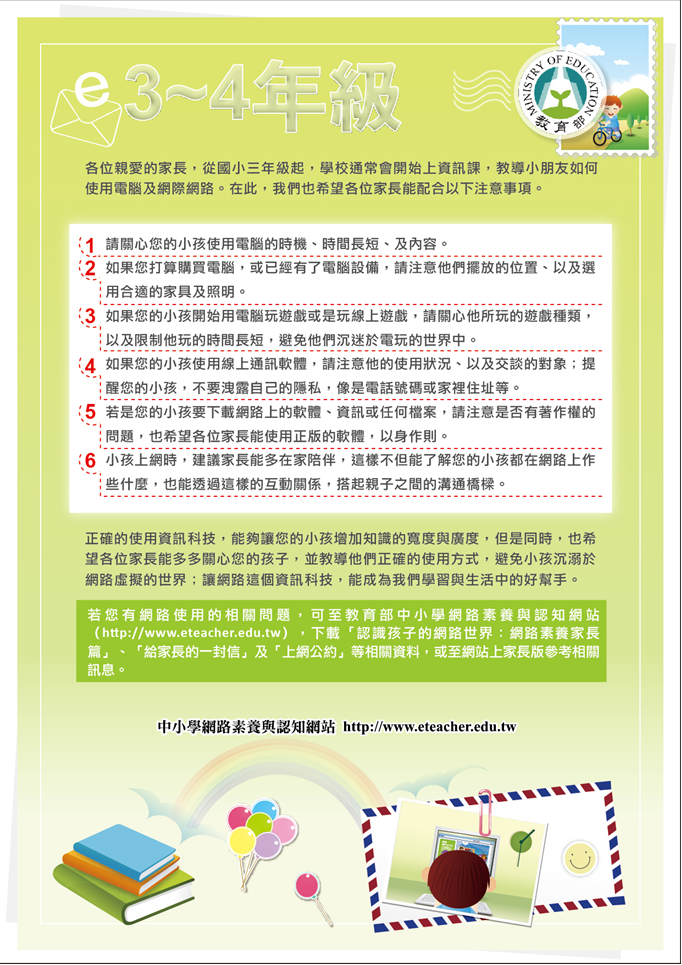 e 3~4年級
MINISTRY OF EDUCATION
教育部
各位親愛的家長，從國小三年級起，學校通常會開始上資訊課，教導小朋友如何
使用電腦及網際網路。在此，我們也希望各位家長能配合以下注意事項。
1 請關心您的小孩使用電腦的時機、時間長短、及內容。
2 如果您打算購買電腦，或已經有了電腦設備，請注意他們擺放的位置、以及選
用合適的家具及照明。
3 如果您的小孩開始用電腦玩遊戲或是玩線上遊戲，請關心他所玩的遊戲種類，
以及限制他玩的時間長短，避免他們沉迷於電玩的世界中。
4 如果您的小孩使用線上通訊軟體，請注意他的使用狀況、以及交談的對象；提
醒您的小孩，不要洩露自己的隱私，像是電話號碼或家裡住址等。
5 若是您的小孩要下載網路上的軟體、資訊或任何檔案，請注意是否有著作權的
問題，也希望各位家長能使用正版的軟體，以身作則。
6 小孩上網時，建議家長能多在家陪伴，這樣不但能了解您的小孩都在網路上作
些什麼，也能透過這樣的互動關係，搭起親子之間的溝通橋樑。
正確的使用資訊科技，能夠讓您的小孩增加知識的寬度與廣度，但是同時，也希
望各位家長能多多關心您的孩子，並教導他們正確的使用方式，避免小孩沉溺於
網路虛擬的世界；讓網路這個資訊科技，能成為我們學習與生活中的好幫手。
若您有網路使用的相關問題，可至教育部中小學網路素養與認知網站
（http://www.eteacher.edu.tw），下載「認識孩子的網路世界：網路素養家長
篇」、「給家長的一封信」及「上網公約」等相關資料，或至網站上家長版參考相關
訊息。
中小學網路素養與認知網站 http://www.eteacher.edu.tw